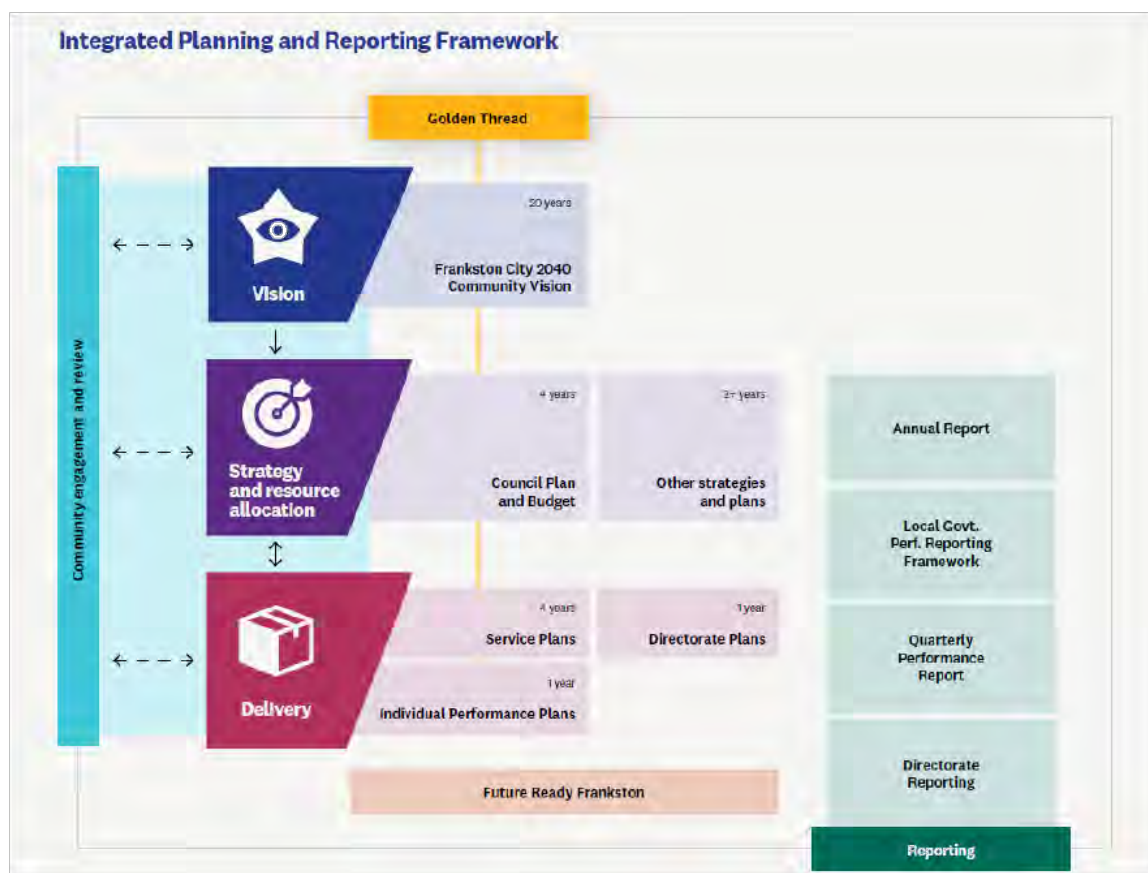 Integrated Planning and Reporting Framework
Golden Thread
Community engagement and review
Vision
20 years
Frankston City 2040
Community Vision
Strategy
and resource
allocation
4 years
Council Plan
and Budget
years
Other strategies
and plans
Delivery
4 years
Service Plans
1 year
Directorate Plans
1 year
Individual Performance Plans
Future Ready Frankston
Annual Report
Local Govt.
Perf. Reporting
Framework
Quarterly
Performance
Report
Directorate
Reporting
Reporting